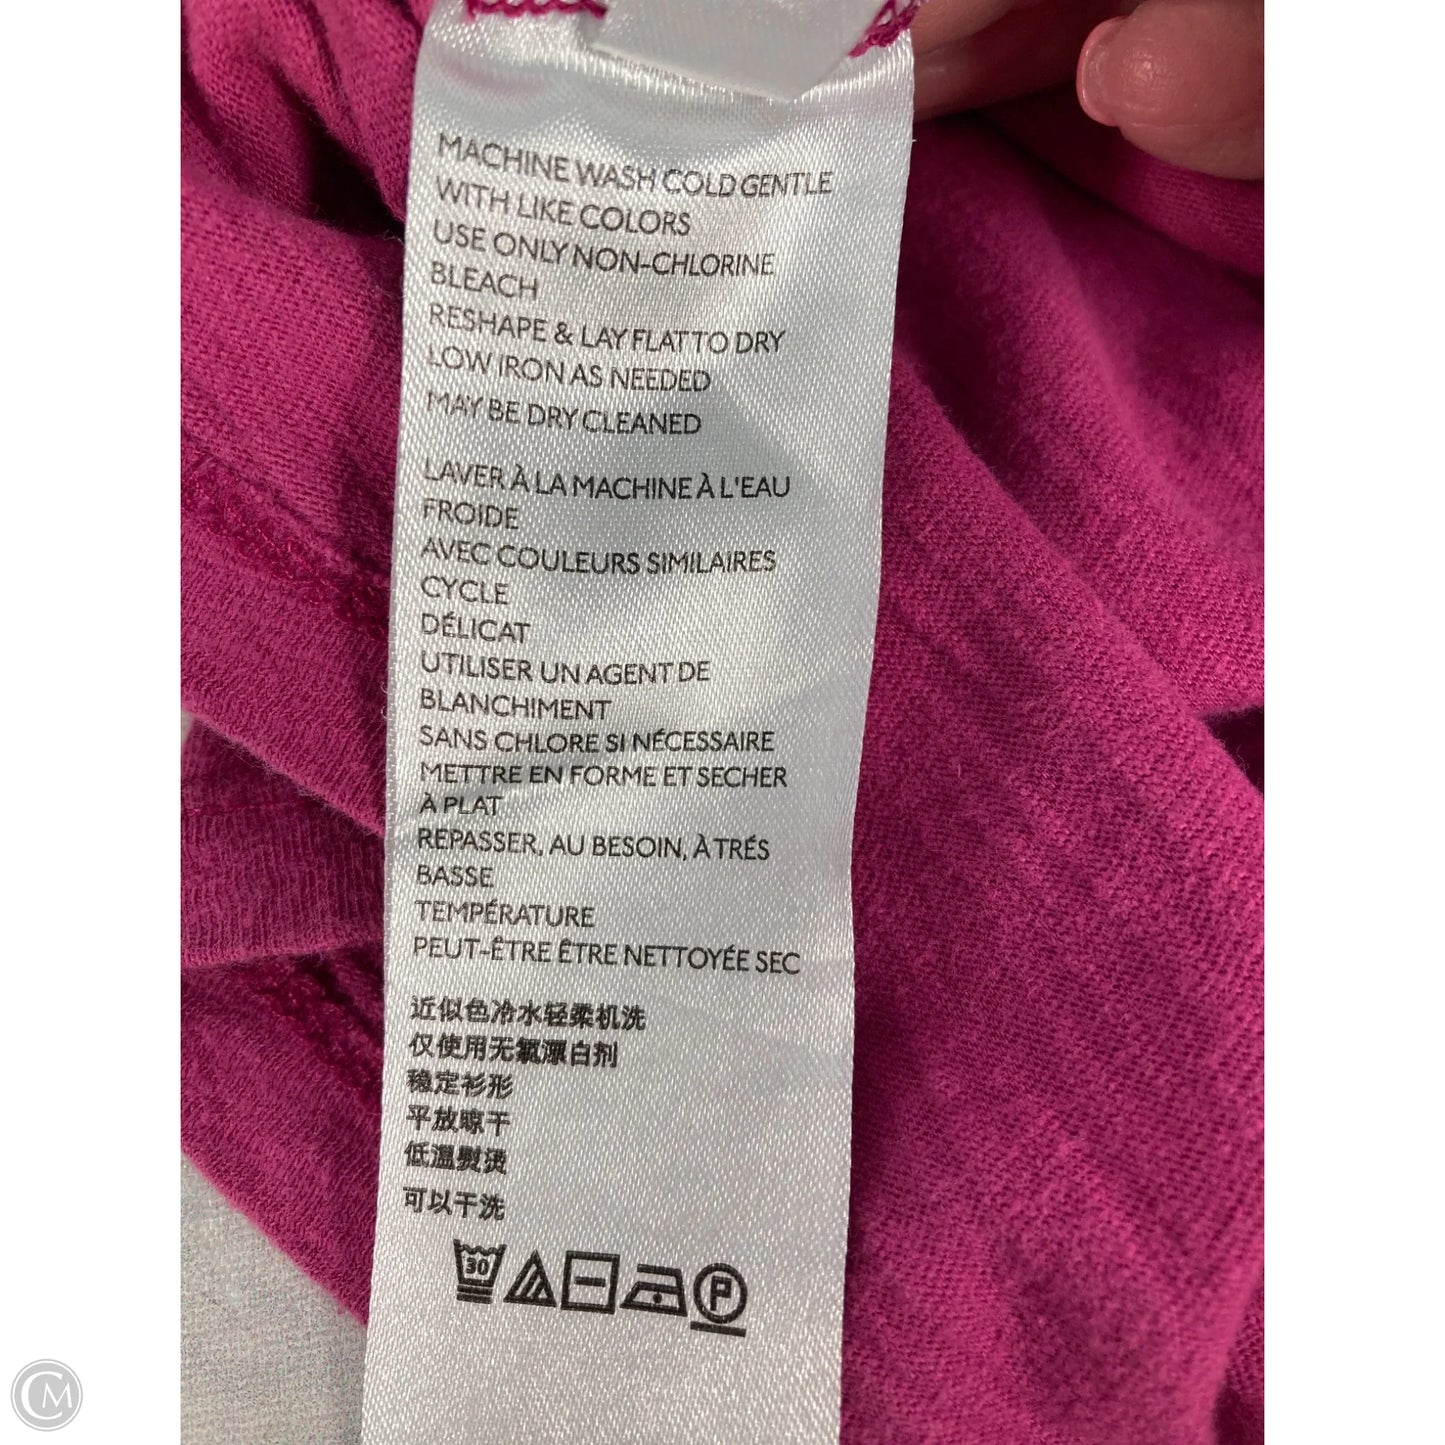 MACHINE WASH COLD GENTLE
WITH LIKE COLORS
USE ONLY NON-CHLORINE
BLEACH
RESHAPE & LAY FLAT TO DRY
LOW IRON AS NEEDED
MAY BE DRY CLEANED
LAVER À LA MACHINE À L'EAU
FROIDE
AVEC COULEURS SIMILAIRES
CYCLE
DÉLICAT
UTILISER UN AGENT DE
BLANCHIMENT
SANS CHLORE SI NÉCESSAIRE
METTRE EN FORME ET SECHER
À PLAT
REPASSER, AU BESOIN, À TRÉS
BASSE
TEMPÉRATURE
PEUT-ÊTRE ÊTRE NETTOYÉE SEC
近似色冷水轻柔机洗
仅使用无氯漂白剂
稳定衫形
平放晾干
低温熨烫
可以干洗
30 P
CM